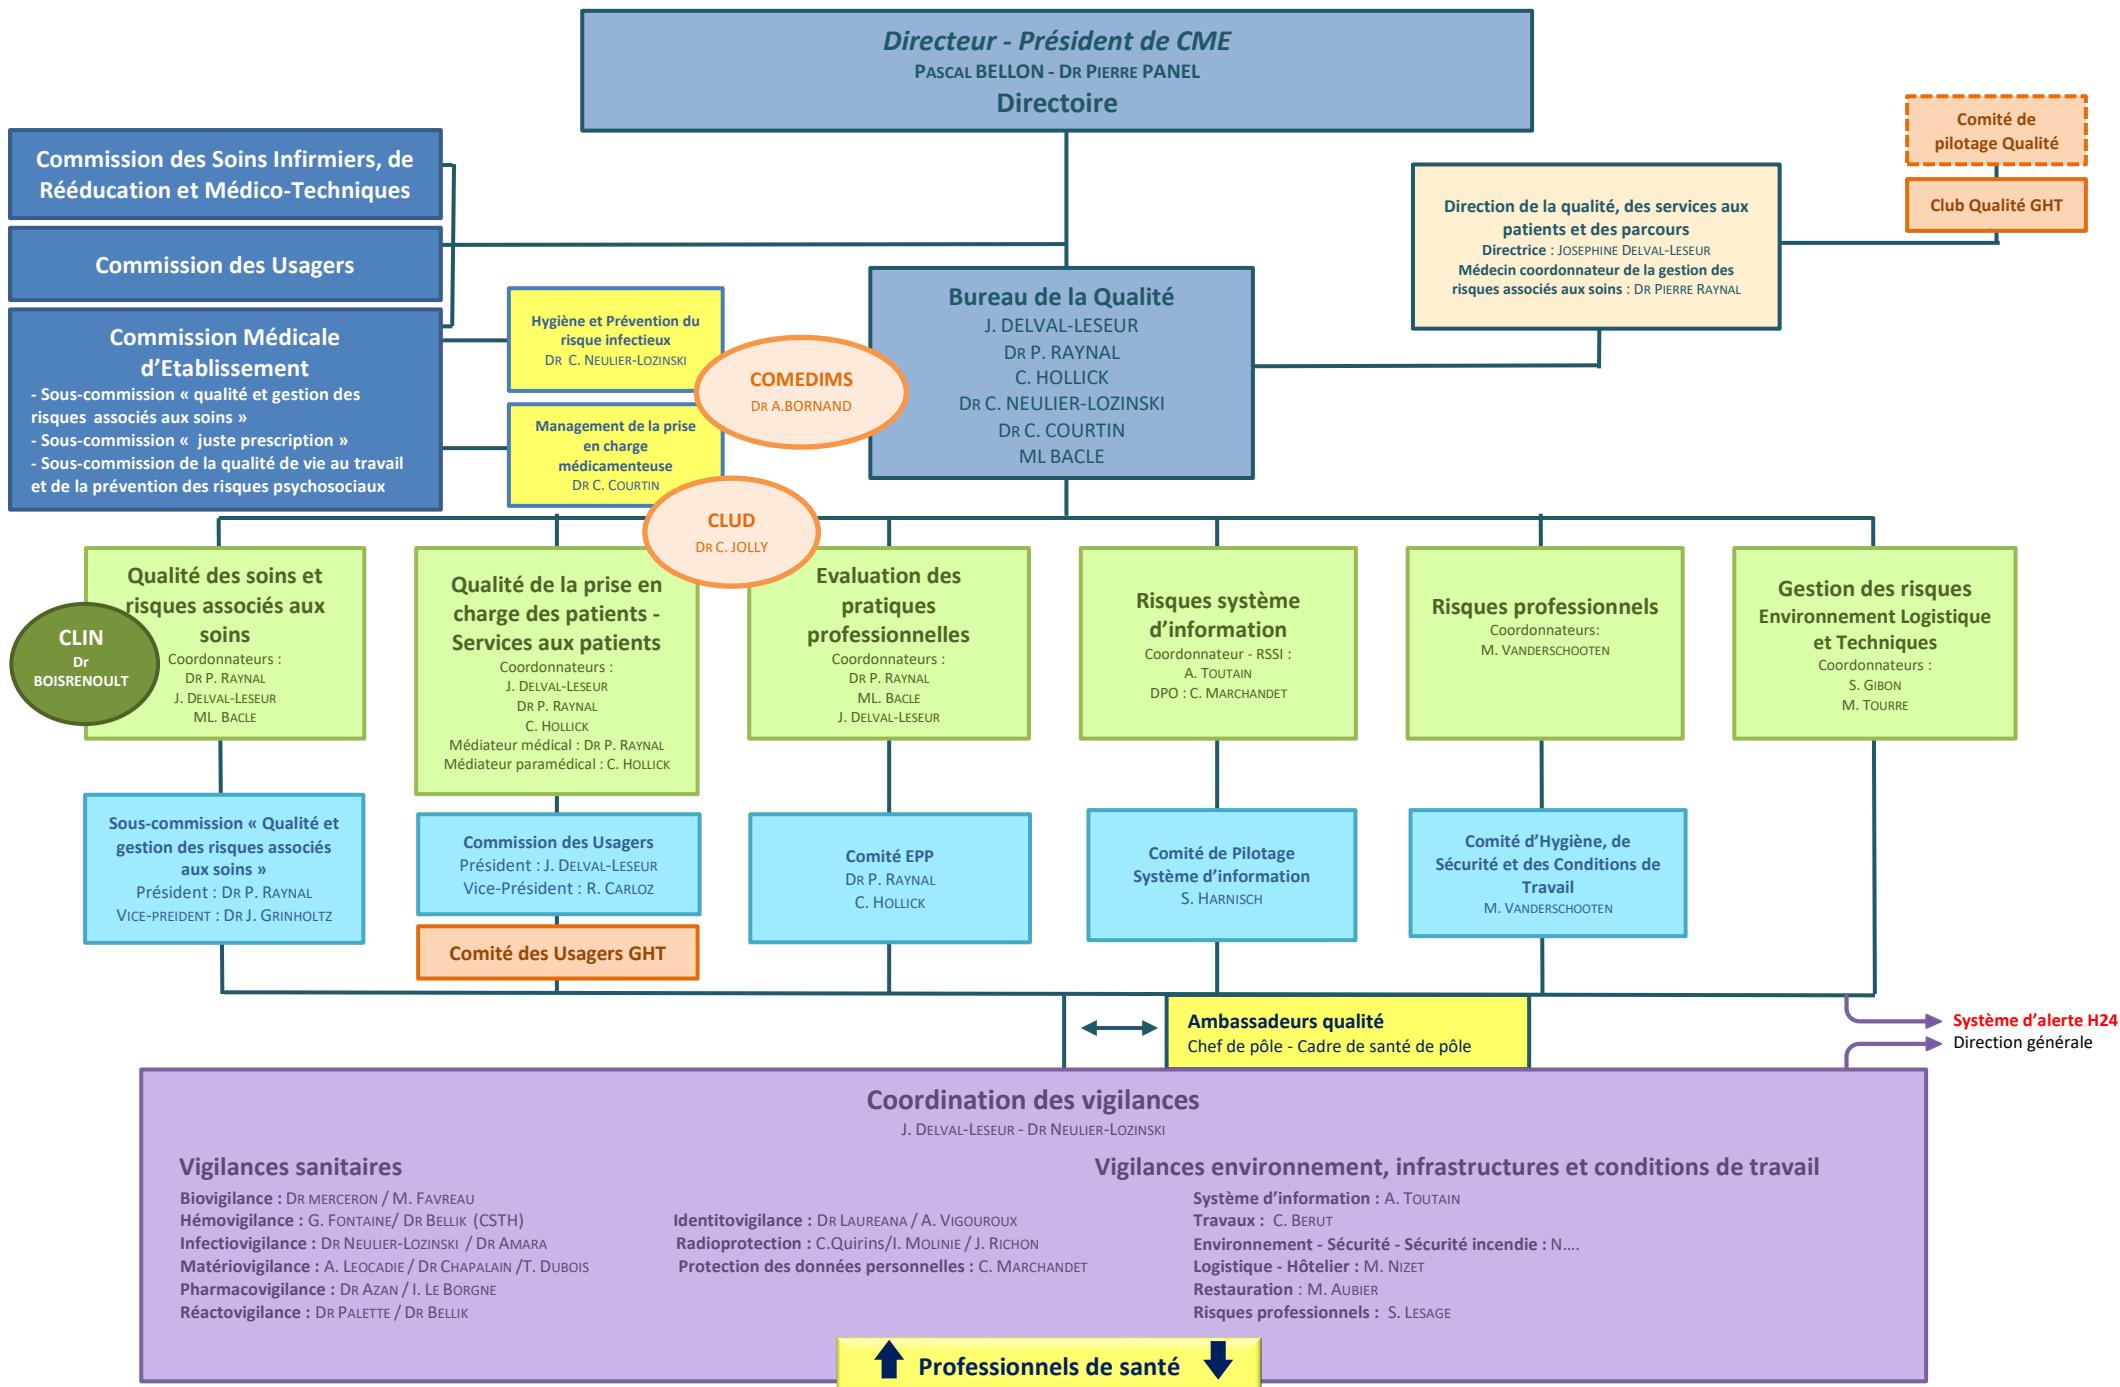 Directeur - Président de CME
PASCAL BELLON - DR PIERRE PANEL
Directoire
Comité de
pilotage Qualité
Club Qualité GHT
Commission des Soins Infirmiers, de
Rééducation et Médico-Techniques
Commission des Usagers
Commission Médicale
d’Etablissement
- Sous-commission « qualité et gestion des
risques associés aux soins »
- Sous-commission « juste prescription »
- Sous-commission de la qualité de vie au travail
et de la prévention des risques psychosociaux
Direction de la qualité, des services aux
patients et des parcours
Directrice : JOSEPHINE DELVAL-LESEUR
Médecin coordonnateur de la gestion des
risques associés aux soins : DR PIERRE RAYNAL
Hygiène et Prévention du
risque infectieux
DR C. NEULIER-LOZINSKI
Management de la prise
en charge
médicamenteuse
DR C. COURTIN
COMEDIMS
DR A.BORNAND
CLUD
DR C. JOLLY
Bureau de la Qualité
J. DELVAL-LESEUR
DR P. RAYNAL
C. HOLLICK
DR C. NEULIER-LOZINSKI
DR C. COURTIN
ML BACLE
CLIN
Dr
BOISRENOULT
Qualité des soins et
risques associés aux
soins
Coordonnateurs :
DR P. RAYNAL
J. DELVAL-LESEUR
ML. BACLE
Qualité de la prise en
charge des patients -
Services aux patients
Coordonnateurs :
J. DELVAL-LESEUR
DR P. RAYNAL
C. HOLLICK
Médiateur médical : DR P. RAYNAL
Médiateur paramédical : C. HOLLICK
Evaluation des
pratiques
professionnelles
Coordonnateurs :
DR P. RAYNAL
ML. BACLE
J. DELVAL-LESEUR
Risques système
d’information
Coordonnateur - RSSI :
A. TOUTAIN
DPO : C. MARCHANDET
Risques professionnels
Coordonnateurs:
M. VANDERSCHOOTEN
Gestion des risques
Environnement Logistique
et Techniques
Coordonnateurs :
S. GIBON
M. TOURRE
Sous-commission « Qualité et
gestion des risques associés
aux soins »
Président : DR P. RAYNAL
VICE-PREIDENT : DR J. GRINHOLTZ
Commission des Usagers
Président : J. DELVAL-LESEUR
Vice-Président : R. CARLOZ
Comité des Usagers GHT
Comité EPP
DR P. RAYNAL
C. HOLLICK
Comité de Pilotage
Système d’information
S. HARNISCH
Comité d’Hygiène, de
Sécurité et des Conditions de
Travail
M. VANDERSCHOOTEN
Ambassadeurs qualité
Chef de pôle - Cadre de santé de pôle
Système d’alerte H24
Direction générale
Coordination des vigilances
J. DELVAL-LESEUR - DR NEULIER-LOZINSKI
Vigilances sanitaires
Biovigilance : DR MERCERON / M. FAVREAU
Hémovigilance : G. FONTAINE/ DR BELLIK (CSTH)
Infectiovigilance : DR NEULIER-LOZINSKI / DR AMARA
Matériovigilance : A. LEOCADIE / DR CHAPALAIN /T. DUBOIS
Pharmacovigilance : DR AZAN / I. LE BORGNE
Réactovigilance : DR PALETTE / DR BELLIK
Identitovigilance : DR LAUREANA / A. VIGOUROUX
Radioprotection : C.Quirins/I. MOLINIE / J. RICHON
Protection des données personnelles : C. MARCHANDET
Vigilances environnement, infrastructures et conditions de travail
Système d’information : A. TOUTAIN
Travaux : C. BERUT
Environnement - Sécurité - Sécurité incendie : N....
Logistique - Hôtelier : M. NIZET
Restauration : M. AUBIER
Risques professionnels : S. LESAGE
Professionnels de santé